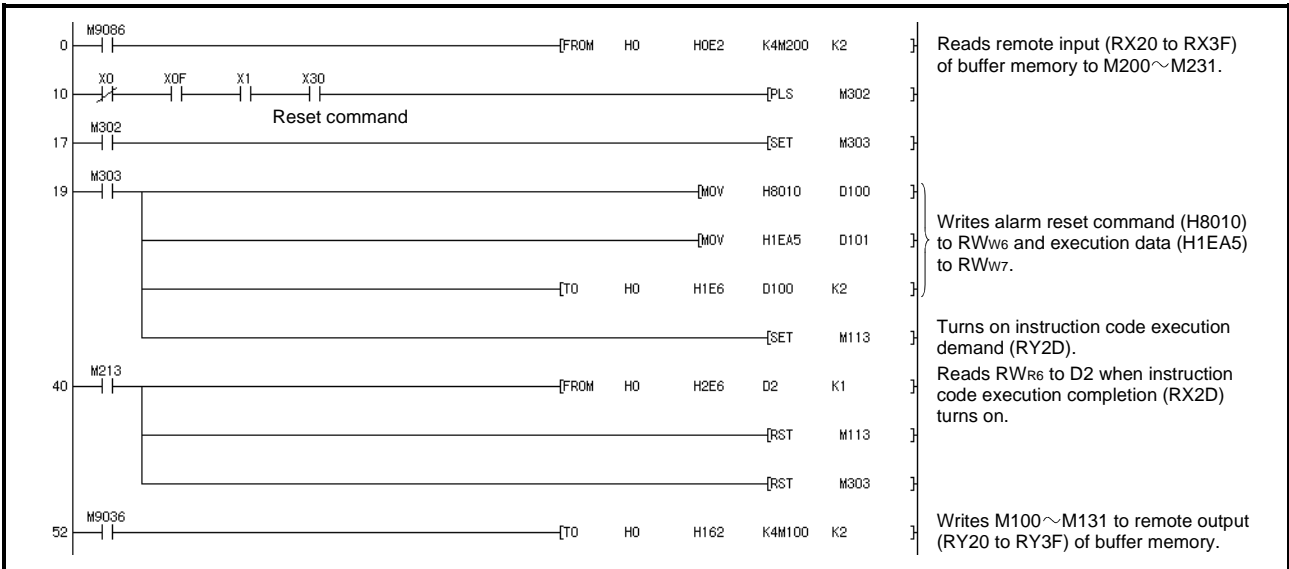 M9086
0 [FROM H0 H0E2 K4M200 K2 ] Reads remote input (RX20 to RX3F)
of buffer memory to M200～M231.
X0 X0F X1 X30
10 [PLS M302 ]
Reset command
M302
17 [SET M303 ]
M303
19 [MOV H8010 D100 ]
Writes alarm reset command (H8010)
[MOV H1EA5 D101 ] to RWW6 and execution data (H1EA5)
to RWW7.
[TO H0 H1E6 D100 K2 ]
Turns on instruction code execution
[SET M113 ] demand (RY2D).
M213
40 [FROM H0 H2E6 D2 K1 ] Reads RWR6 to D2 when instruction
code execution completion (RX2D)
turns on.
[RST M113 ]
[RST M303 ]
M9036
52 [TO H0 H162 K4M100 K2 ] Writes M100～M131 to remote output
(RY20 to RY3F) of buffer memory.